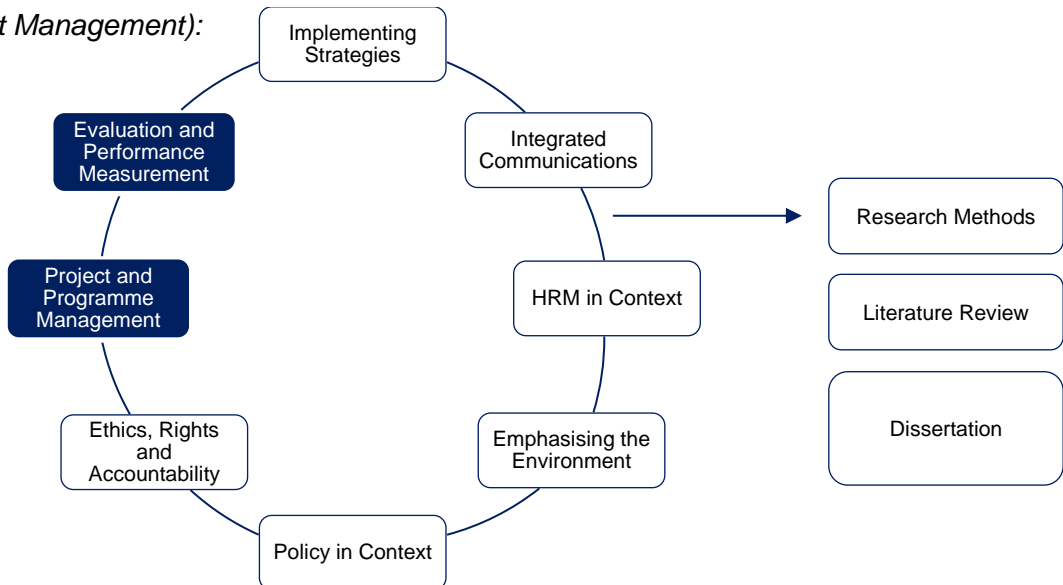 t Management):
Implementing
Strategies
Integrated
Communications
HRM in Context
Emphasising the
Environment
Policy in Context
Ethics, Rights
and
Accountability
Project and
Programme
Management
Evaluation and
Performance
Measurement
Research Methods
Literature Review
Dissertation